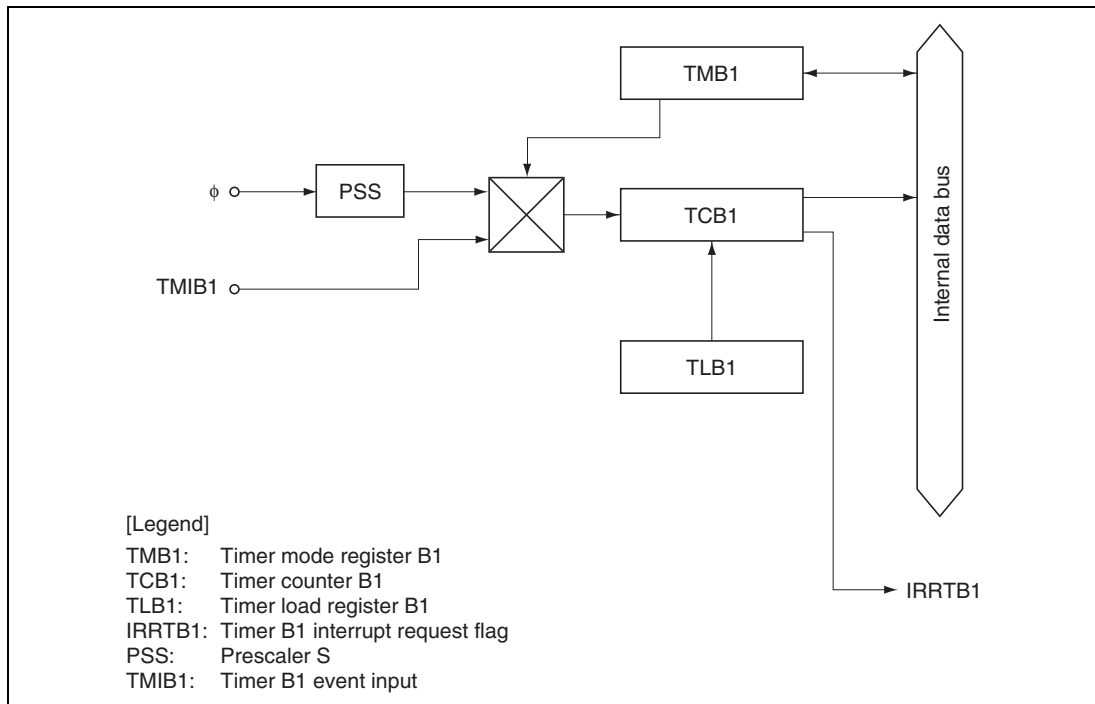 TMB1
φ
PSS
TCB1
TMIB1
TLB1
Internal data bus
IRRTB1
[Legend]
TMB1: Timer mode register B1
TCB1: Timer counter B1
TLB1: Timer load register B1
IRRTB1: Timer B1 interrupt request flag
PSS: Prescaler S
TMIB1: Timer B1 event input